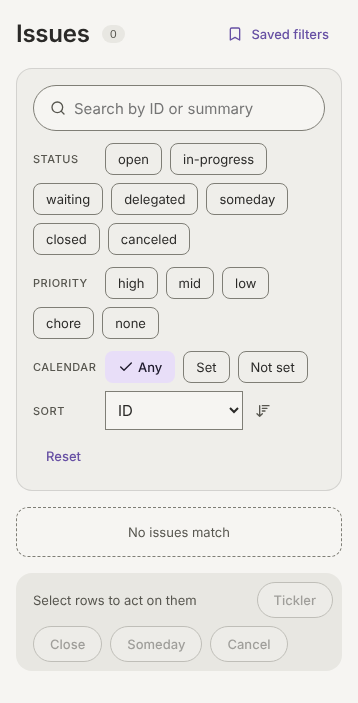 Issues 0 Saved filters
Search by ID or summary
STATUS open in-progress
waiting delegated someday
closed canceled
PRIORITY high mid low
chore none
CALENDAR Any Set Not set
SORT ID
Reset
No issues match
Select rows to act on them Tickler
Close Someday Cancel